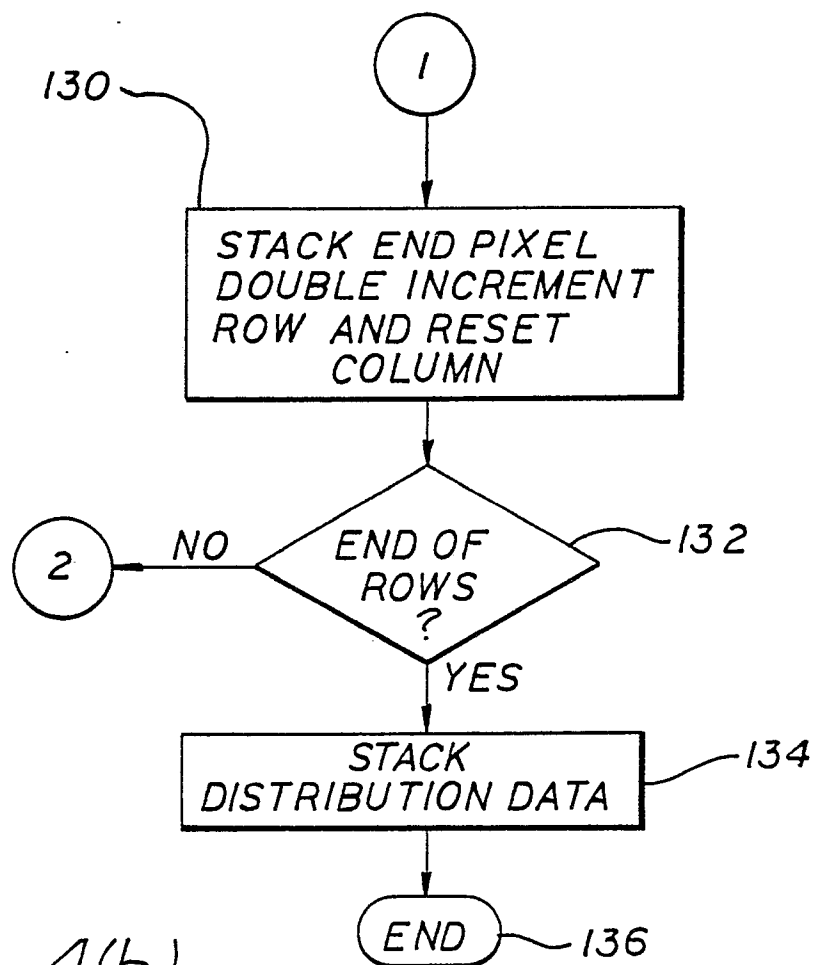 1
130
STACK END PIXEL
DOUBLE INCREMENT
ROW AND RESET
COLUMN
132
END OF
ROWS
?
NO
2
YES
STACK
DISTRIBUTION DATA
134
END
136